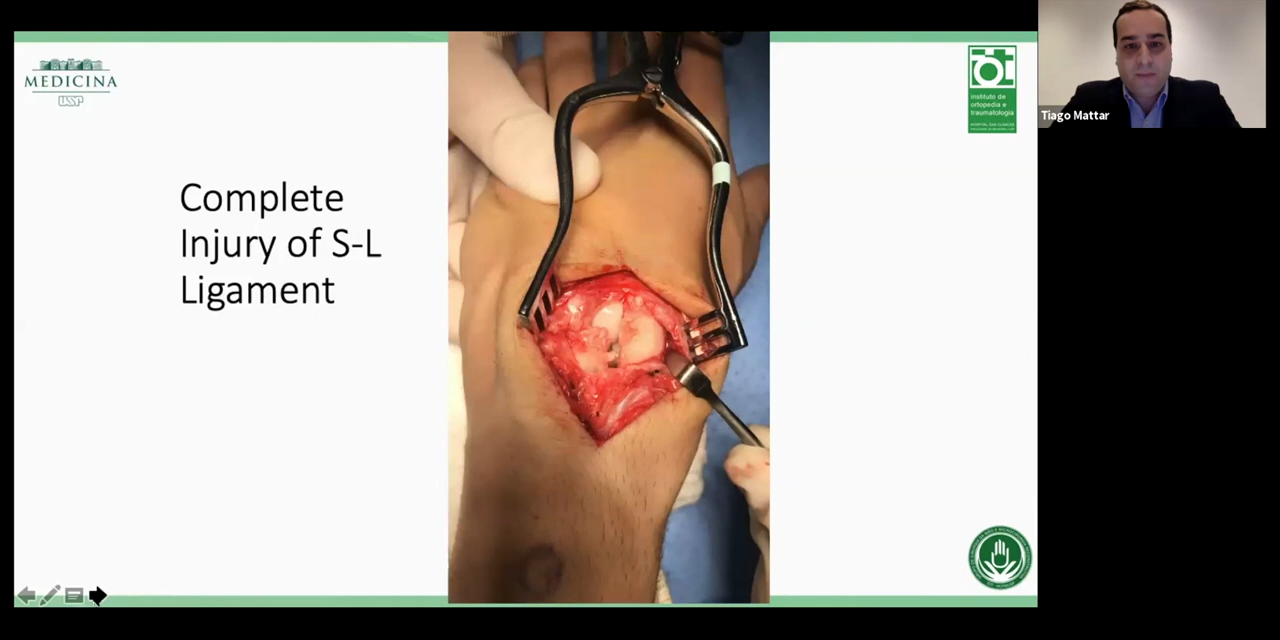 MEDICINA
USP
Complete
Injury of S-L
Ligament
instituto de
ortopedia e
traumatologia
Tiago Mattar